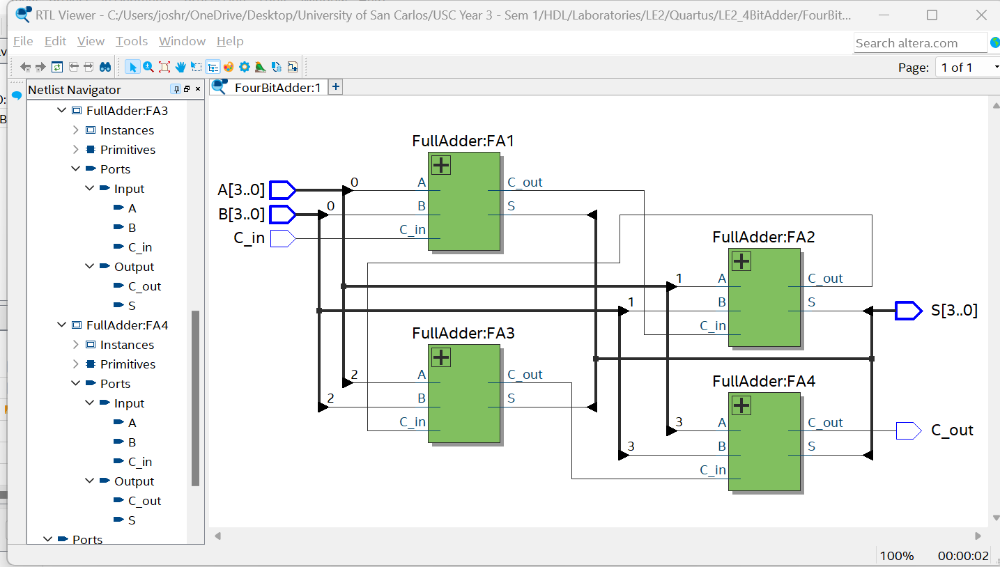 RTL Viewer - C:/Users/joshr/OneDrive/Desktop/University of San Carlos/USC Year 3 - Sem 1/HDL/Laboratories/LE2/Quartus/LE2_4BitAdder/FourBit...
File Edit View Tools Window Help
Search altera.com
Page: 1 of 1
Netlist Navigator
FullAdder:FA3
Instances
Primitives
Ports
Input
A
B
C_in
Output
C_out
S
FullAdder:FA4
Instances
Primitives
Ports
Input
A
B
C_in
Output
C_out
S
Ports
FourBitAdder:1
FullAdder:FA1
A[3..0] 0 A C_out
B[3..0] 0 B S
C_in C_in
FullAdder:FA2
1 A C_out
1 B S S[3..0]
C_in
FullAdder:FA3
2 A C_out
2 B S
C_in
FullAdder:FA4
3 A C_out C_out
3 B S
C_in
100% 00:00:02